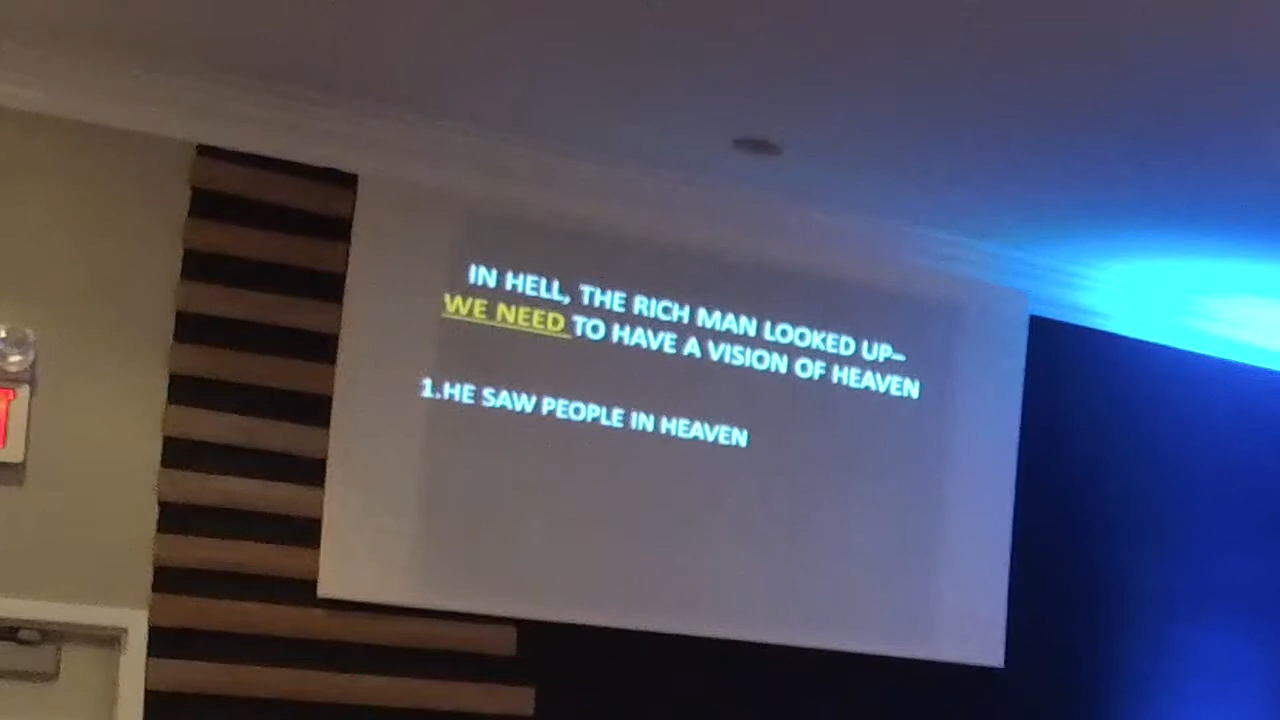 IN HELL, THE RICH MAN LOOKED UP–
WE NEED TO HAVE A VISION OF HEAVEN
1.HE SAW PEOPLE IN HEAVEN